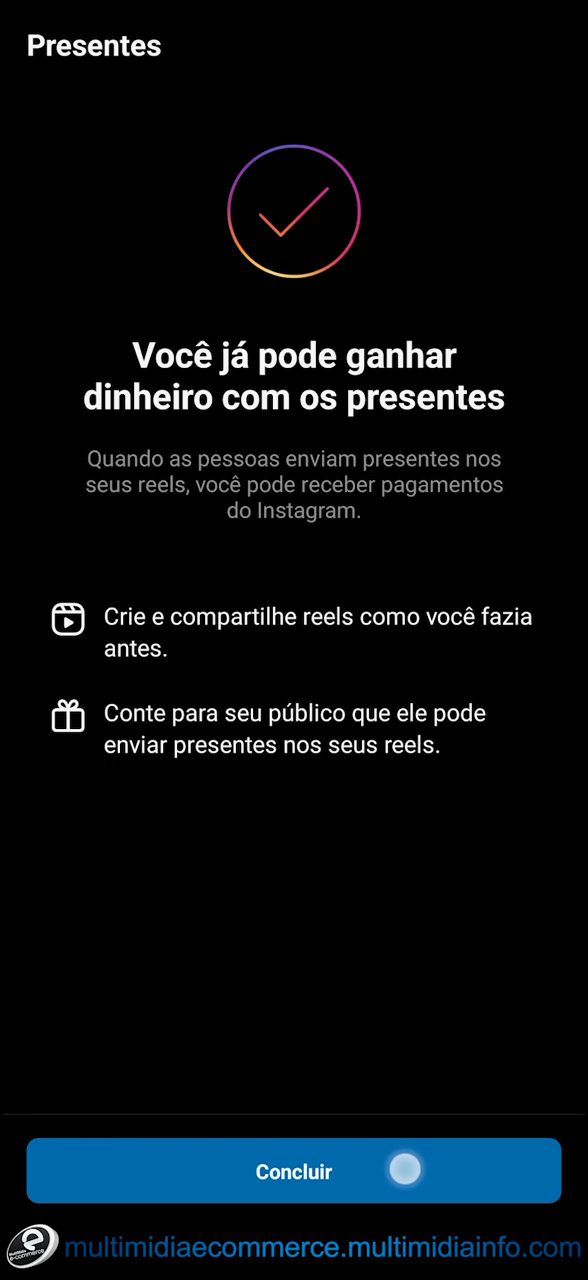 Presentes
Você já pode ganhar
dinheiro com os presentes
Quando as pessoas enviam presentes nos
seus reels, você pode receber pagamentos
do Instagram.
Crie e compartilhe reels como você fazia
antes.
Conte para seu público que ele pode
enviar presentes nos seus reels.
Concluir
multimidiaecommerce.multimidiainfo.com